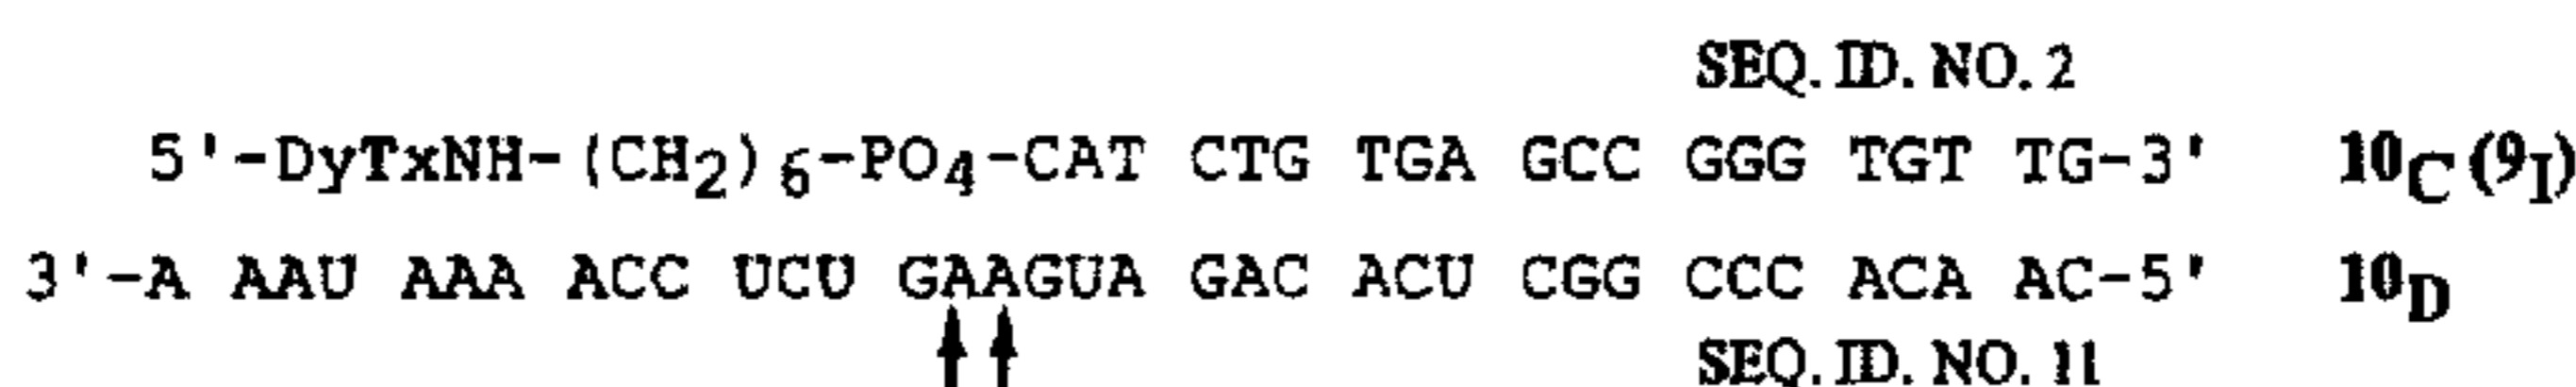 SEQ. ID. NO. 2
5'-DyTxNH-(CH2)6-PO4-CAT CTG TGA GCC GGG TGT TG-3' 10C (9I)
3'-A AAU AAA ACC UCU GAAGUA GAC ACU CGG CCC ACA AC-5' 10D
SEQ. ID. NO. 11